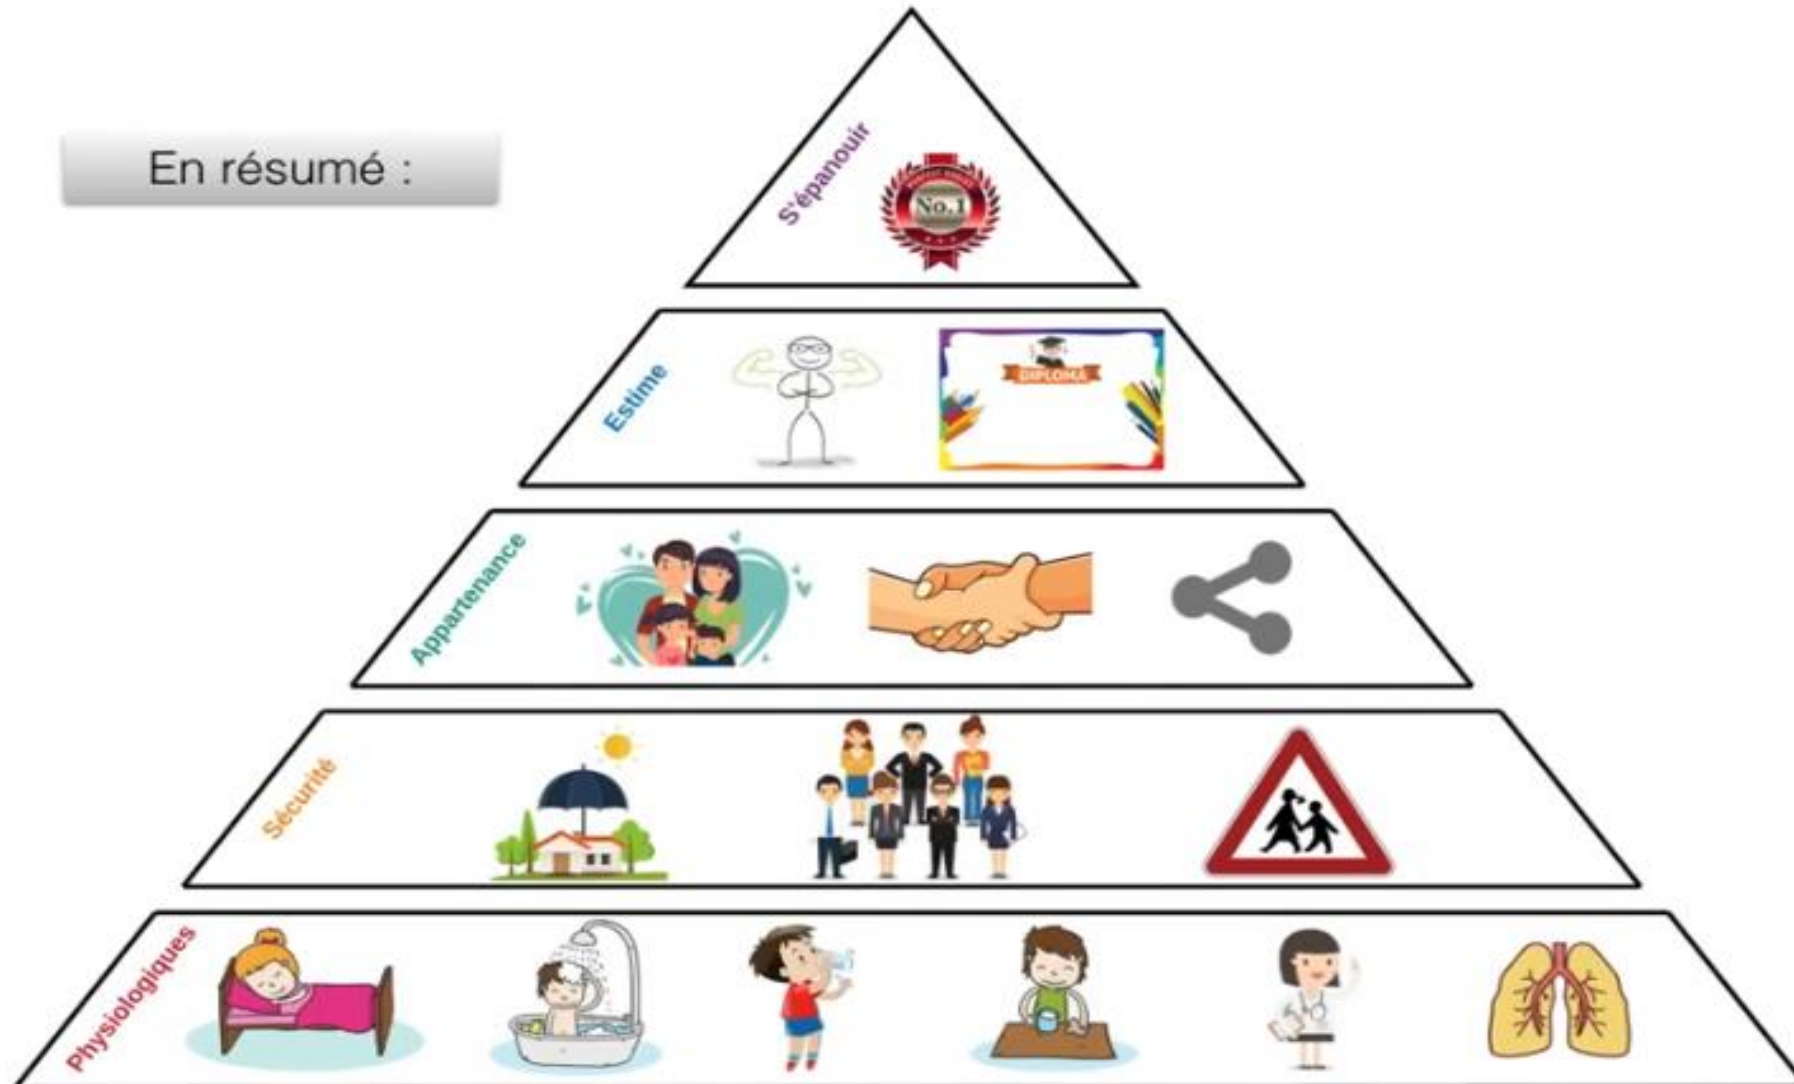 En résumé :
S'épanouir
No.1
Estime
DIPLOMA
Appartenance
Sécurité
Physiologiques